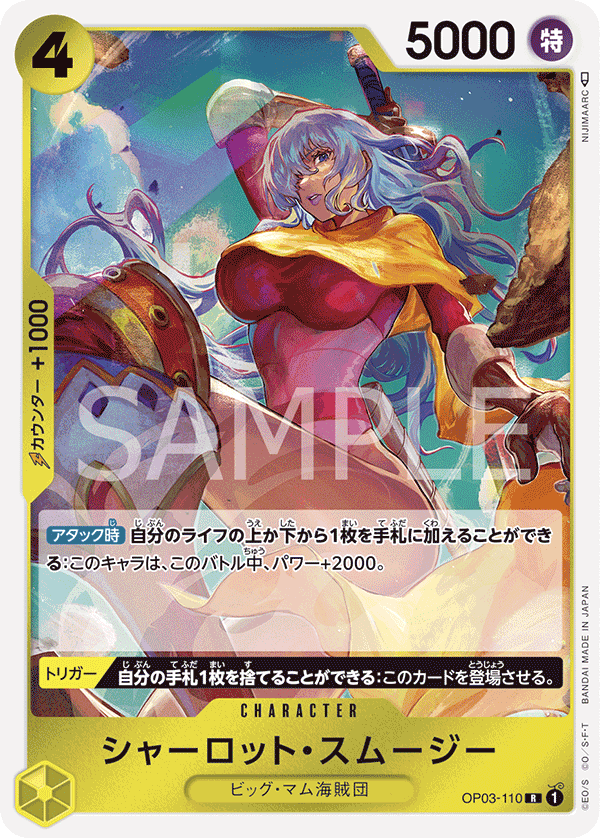 4
5000
特
NIJIMAARC
カウンター +1000
SAMPLE
アタック時 自分のライフの上か下から1枚を手札に加えることができ
る:このキャラは、このバトル中、パワー+2000。
トリガー 自分の手札1枚を捨てることができる:このカードを登場させる。
CHARACTER
シャーロット・スムージー
ビッグ・マム海賊団
OP03-110 R 1
©E.O/S ©O/S・F・T BANDAI MADE IN JAPAN